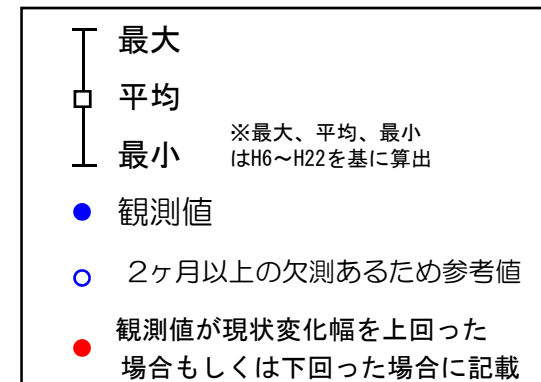 最大
平均
最小
※最大、平均、最小
はH6～H22を基に算出
観測値
2ヶ月以上の欠測あるため参考値
観測値が現状変化幅を上回った
場合もしくは下回った場合に記載